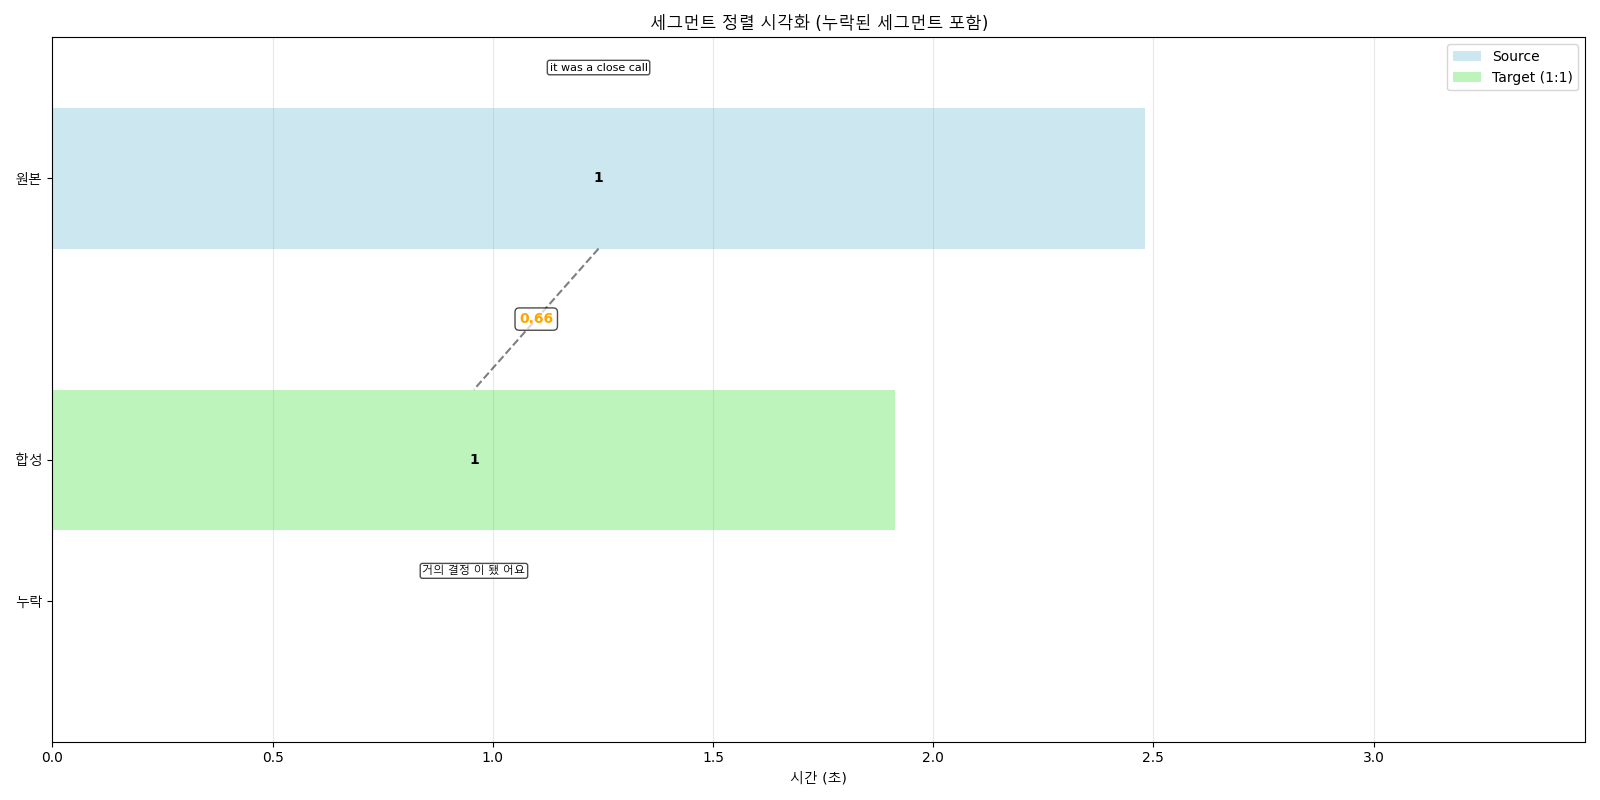 세그먼트 정렬 시각화 (누락된 세그먼트 포함)
it was a close call
Source
Target (1:1)
원본
1
0.66
합성
1
거의 결정 이 됐 어요
누락
0.0 0.5 1.0 1.5 2.0 2.5 3.0
시간 (초)